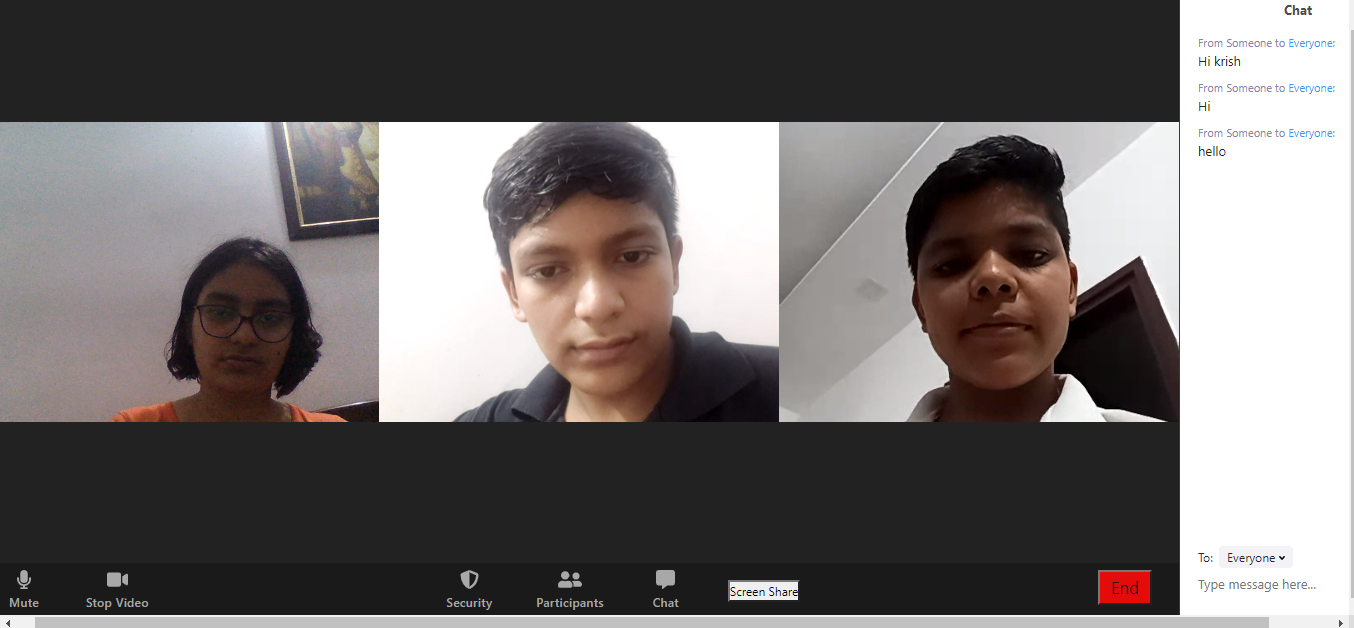 Chat
From Someone to Everyone:
Hi krish
From Someone to Everyone:
Hi
From Someone to Everyone:
hello
To: Everyone
Type message here...
Mute
Stop Video
Security
Participants
Chat
Screen Share
End